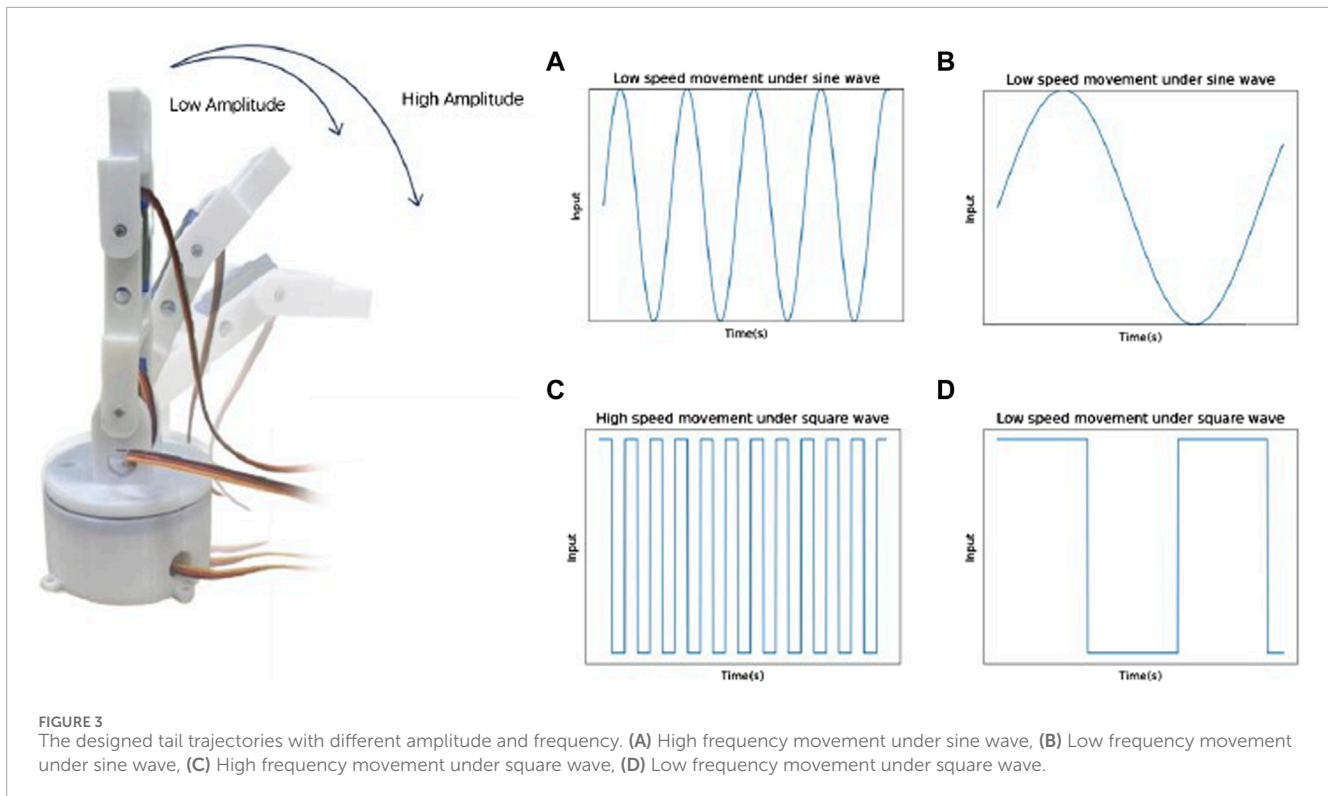 Low Amplitude
High Amplitude
A
Low speed movement under sine wave
Input
Time(s)
B
Low speed movement under sine wave
Input
Time(s)
C
High speed movement under square wave
Input
Time(s)
D
Low speed movement under square wave
Input
Time(s)
FIGURE 3
The designed tail trajectories with different amplitude and frequency. (A) High frequency movement under sine wave, (B) Low frequency movement
under sine wave, (C) High frequency movement under square wave, (D) Low frequency movement under square wave.